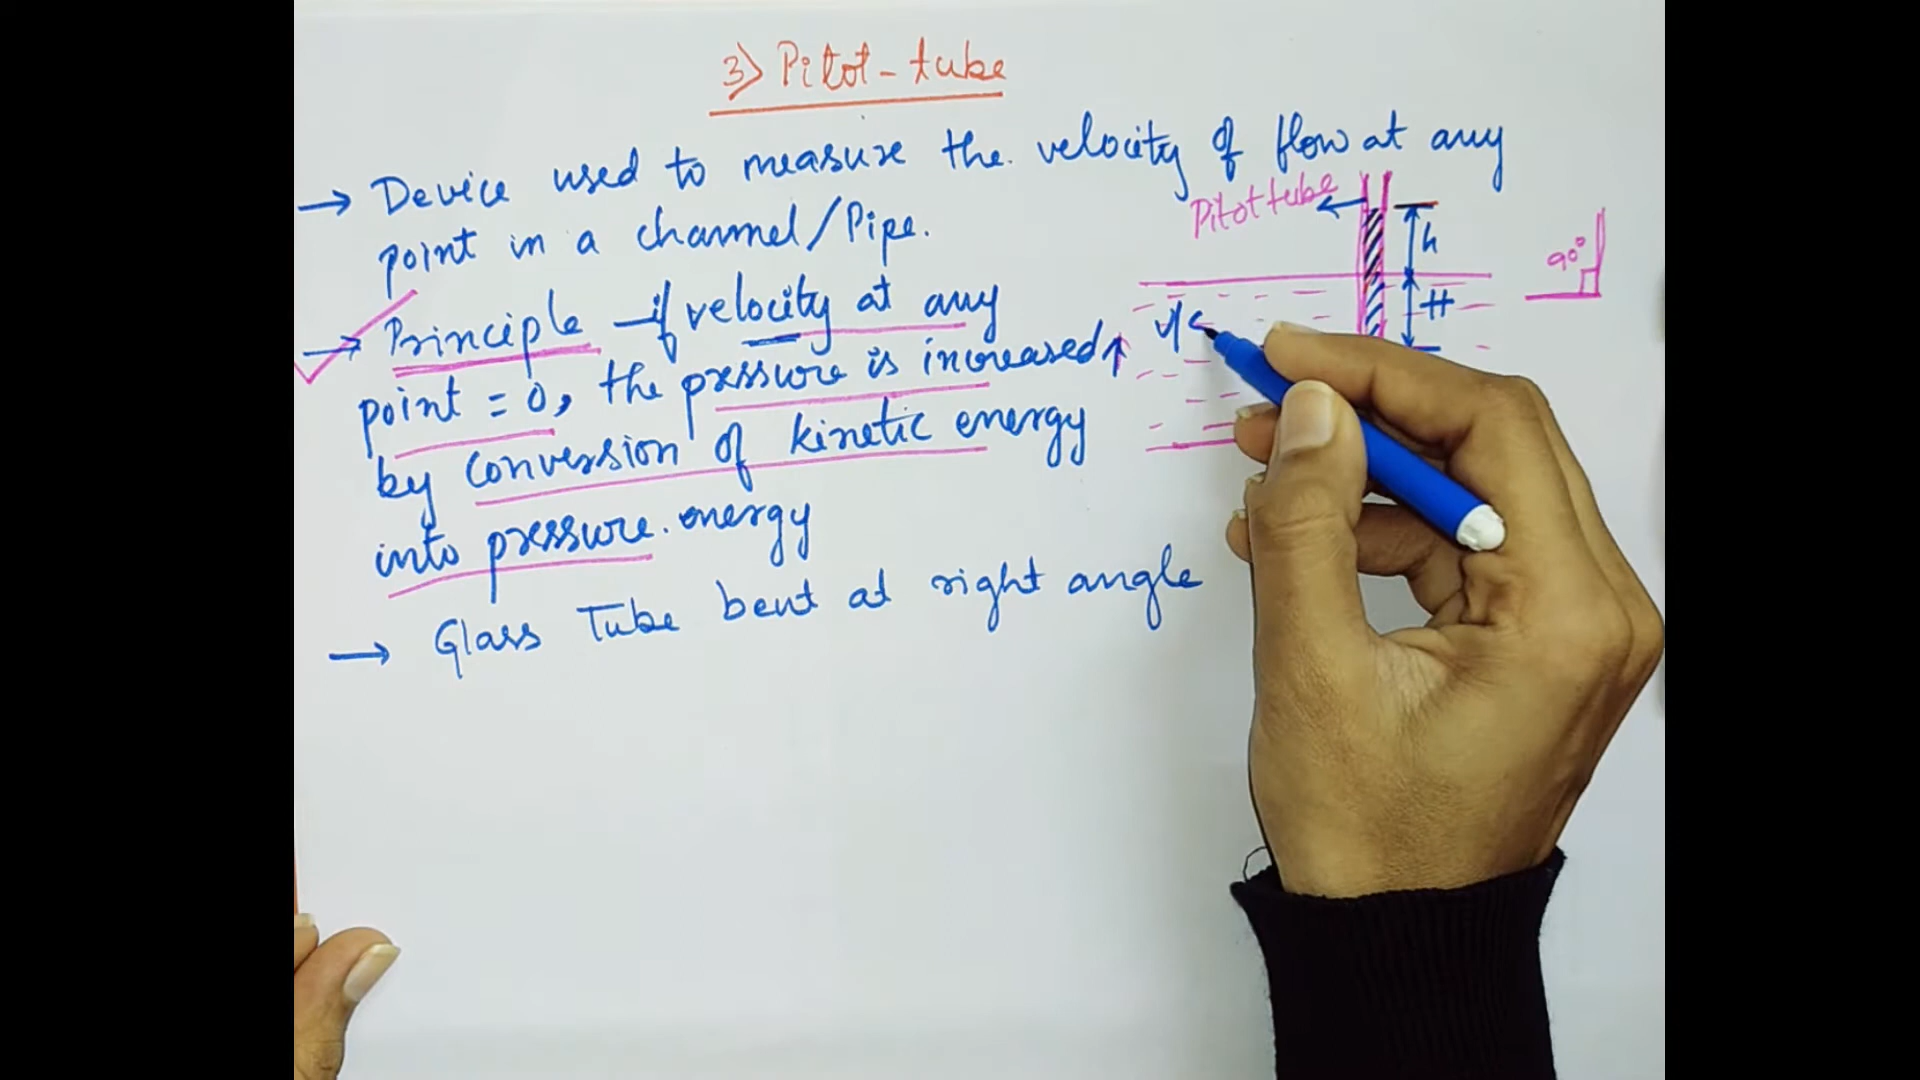 3) Pitot-tube
→ Device used to measure the velocity of flow at any
point in a channel/Pipe.
→ Principle - if velocity at any
point = 0, the pressure is increased ↑
by conversion of kinetic energy
into pressure. energy
→ Glass Tube bent at right angle
Pitot tube
h
H
90°